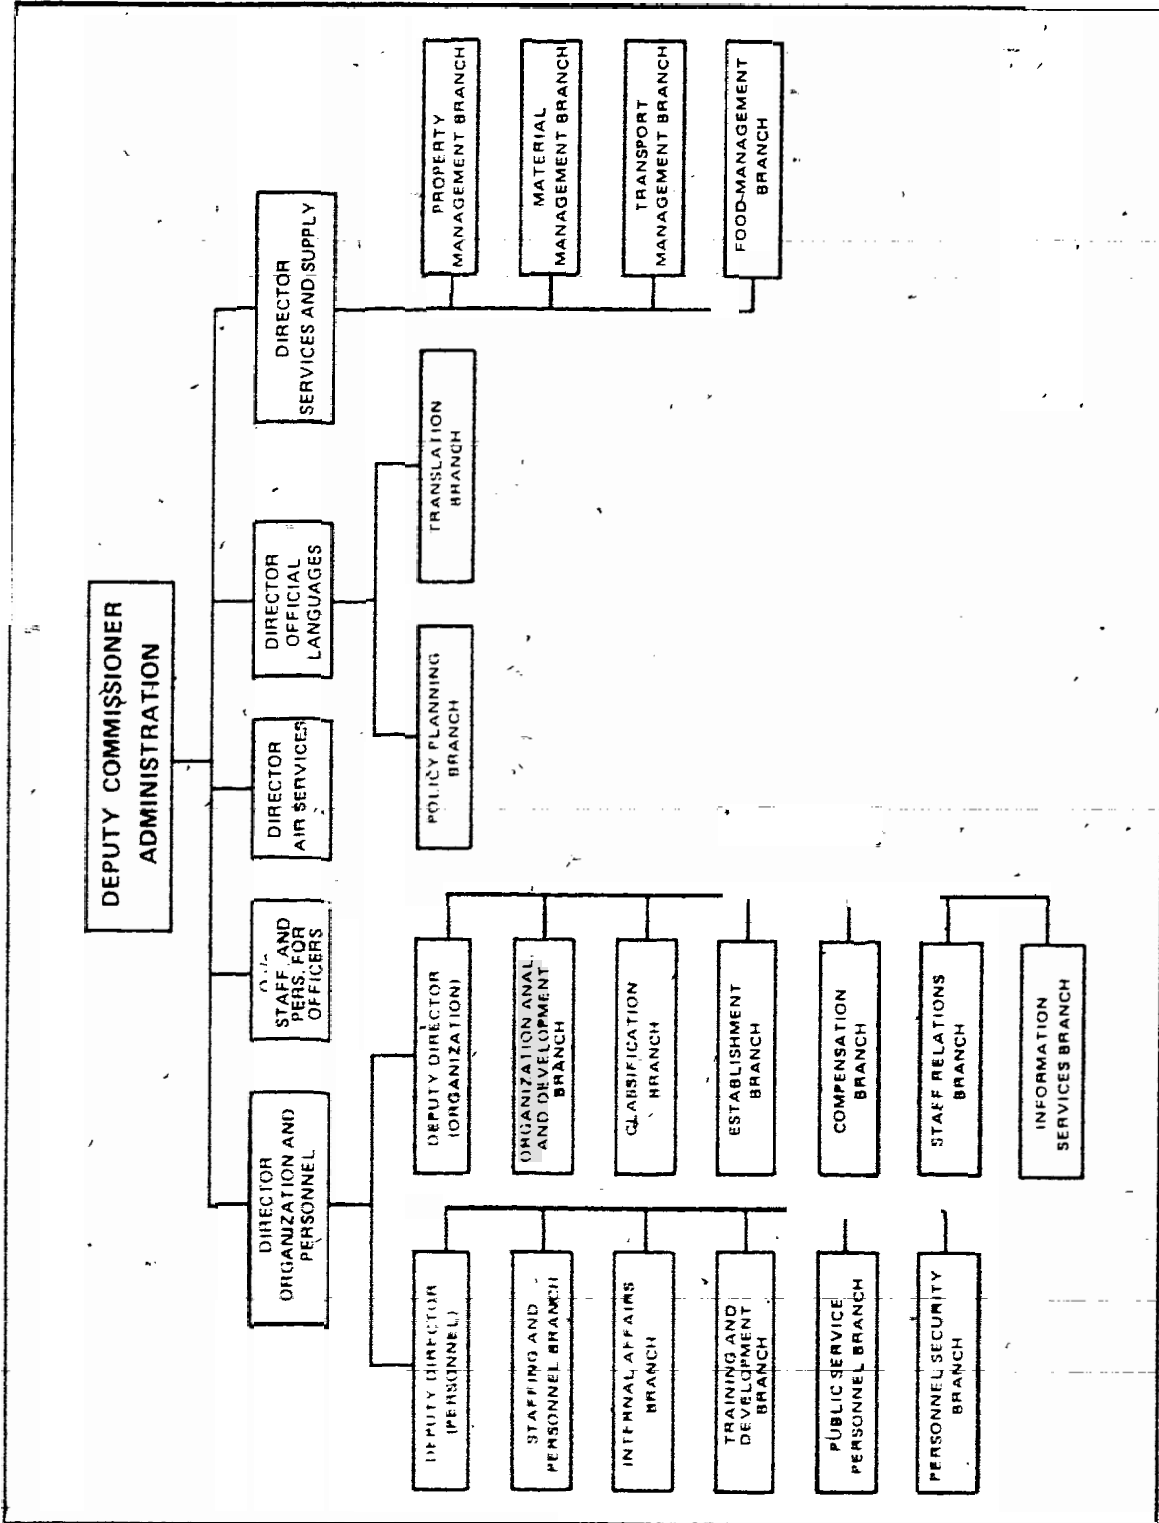 DEPUTY COMMISSIONER
ADMINISTRATION
DIRECTOR
ORGANIZATION AND
PERSONNEL
STAFF. AND
PERS. FOR
OFFICERS
DIRECTOR
AIR SERVICES
DIRECTOR
OFFICIAL
LANGUAGES
DIRECTOR
SERVICES AND SUPPLY
DEPUTY DIRECTOR
(PERSONNEL)
STAFFING AND
PERSONNEL BRANCH
INTERNAL AFFAIRS
BRANCH
TRAINING AND
DEVELOPMENT
BRANCH
PUBLIC SERVICE
PERSONNEL BRANCH
PERSONNEL SECURITY
BRANCH
DEPUTY DIRECTOR
(ORGANIZATION)
ORGANIZATION ANAL.
AND DEVELOPMENT
BRANCH
CLASSIFICATION
BRANCH
ESTABLISHMENT
BRANCH
COMPENSATION
BRANCH
STAFF RELATIONS
BRANCH
INFORMATION
SERVICES BRANCH
POLICY PLANNING
BRANCH
TRANSLATION
BRANCH
PROPERTY
MANAGEMENT BRANCH
MATERIAL
MANAGEMENT BRANCH
TRANSPORT
MANAGEMENT BRANCH
FOOD-MANAGEMENT
BRANCH